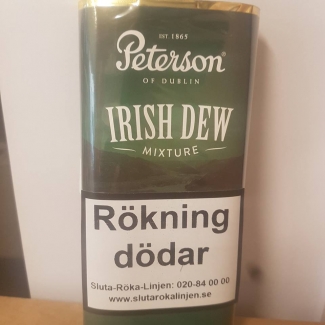 EST 1865
Peterson®
OF DUBLIN
IRISH DEW
MIXTURE
Rökning
dödar
Sluta-Röka-Linjen: 020-84 00 00
www.slutarokalinjen.se